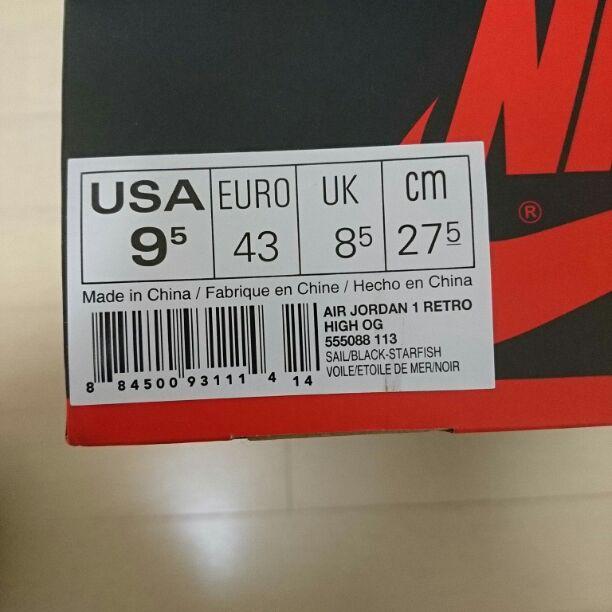 NI
®
USA EURO UK cm
9⁵ 43 8⁵ 27⁵
Made in China / Fabrique en Chine / Hecho en China
AIR JORDAN 1 RETRO
HIGH OG
555088 113
SAIL/BLACK-STARFISH
VOILE/ETOILE DE MER/NOIR
8 84500 93111 4 14